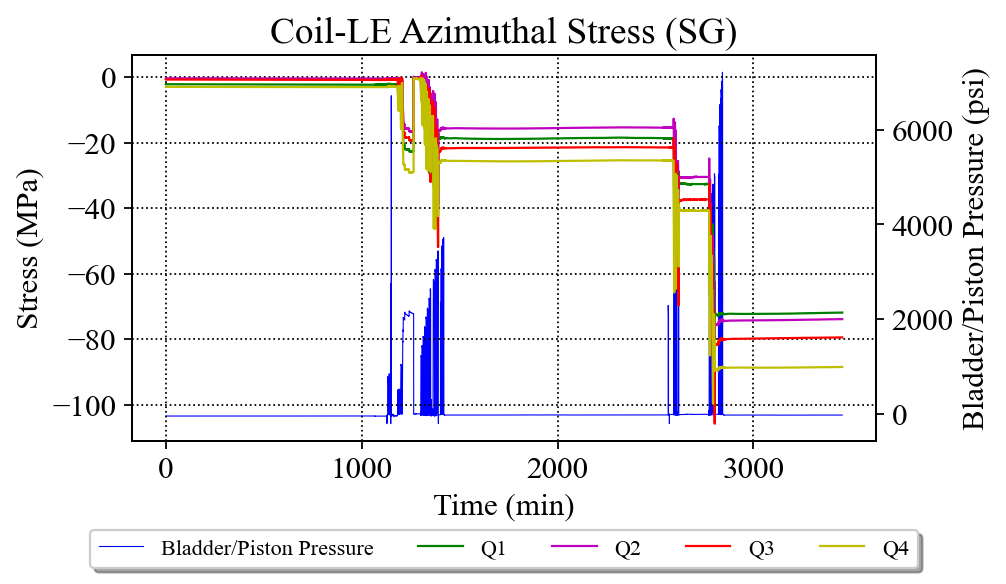 Coil-LE Azimuthal Stress (SG)
0
−20
−40
−60
−80
−100
Stress (MPa)
6000
4000
2000
0
Bladder/Piston Pressure (psi)
0 1000 2000 3000
Time (min)
Bladder/Piston Pressure Q1 Q2 Q3 Q4